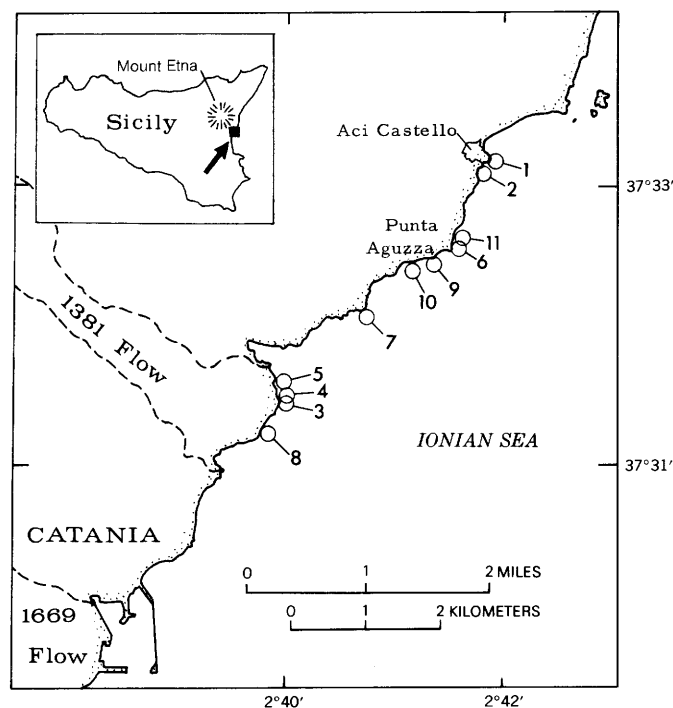 Mount Etna
Sicily
Aci Castello
1
2
37°33'
Punta
Aguzza
11
6
9
10
7
1381 Flow
5
4
3
8
IONIAN SEA
37°31'
CATANIA
0 1 2 MILES
0 1 2 KILOMETERS
1669
Flow
2°40' 2°42'